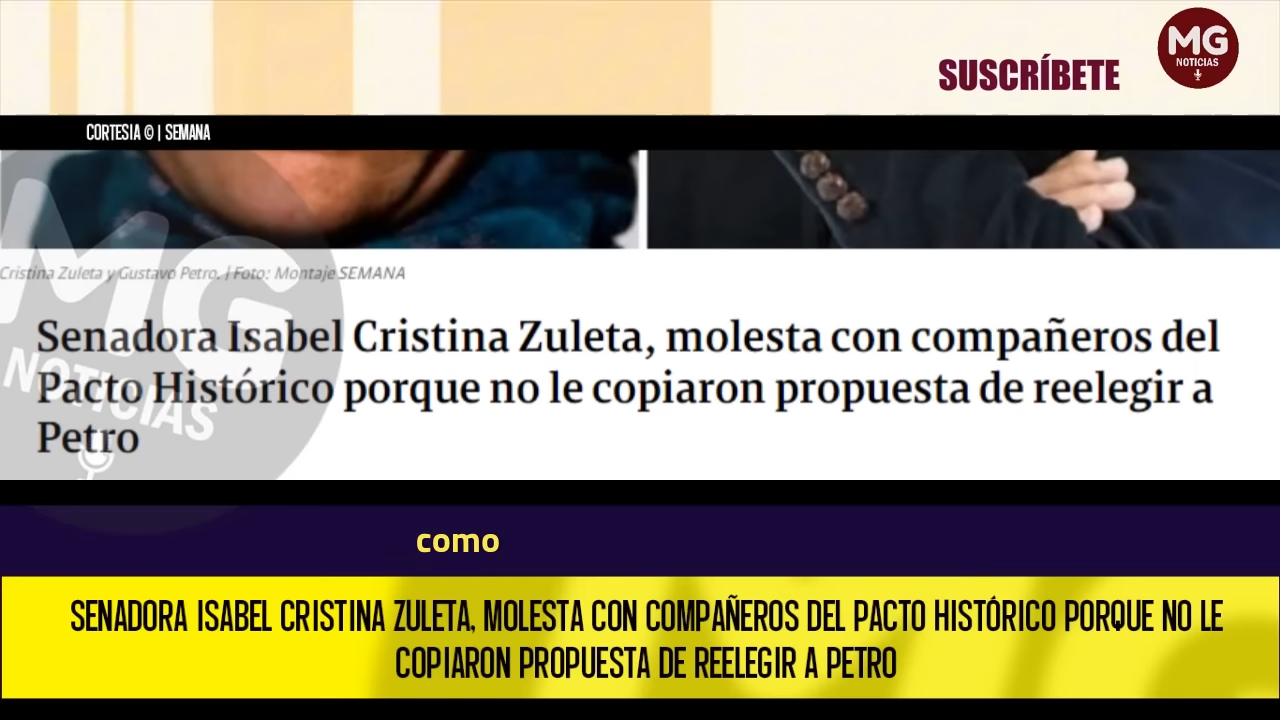 SUSCRÍBETE
MG
NOTICIAS
CORTESIA © | SEMANA
Cristina Zuleta y Gustavo Petro. | Foto: Montaje SEMANA
MG
NOTICIAS
Senadora Isabel Cristina Zuleta, molesta con compañeros del
Pacto Histórico porque no le copiaron propuesta de reelegir a
Petro
como
SENADORA ISABEL CRISTINA ZULETA, MOLESTA CON COMPAÑEROS DEL PACTO HISTÓRICO PORQUE NO LE
COPIARON PROPUESTA DE REELEGIR A PETRO